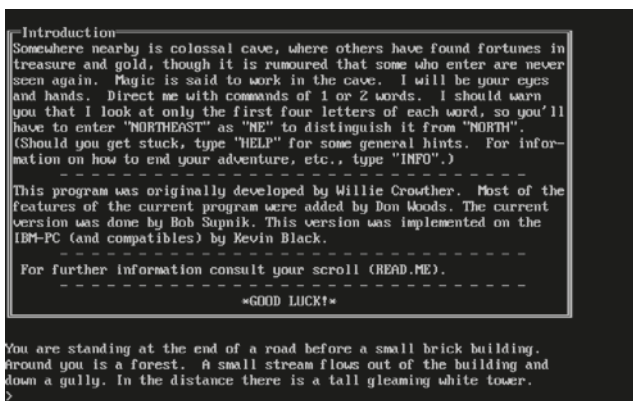 Introduction
Somewhere nearby is colossal cave, where others have found fortunes in
treasure and gold, though it is rumoured that some who enter are never
seen again.  Magic is said to work in the cave.  I will be your eyes
and hands.  Direct me with commands of 1 or 2 words.  I should warn
you that I look at only the first four letters of each word, so you'll
have to enter "NORTHEAST" as "NE" to distinguish it from "NORTH".
(Should you get stuck, type "HELP" for some general hints.  For infor-
mation on how to end your adventure, etc., type "INFO".)
- - - - - - - - - - - - - - - - - - - - - - - - - - - - -
This program was originally developed by Willie Crowther.  Most of the
features of the current program were added by Don Woods. The current
version was done by Bob Supnik. This version was implemented on the
IBM-PC (and compatibles) by Kevin Black.
- - - - - - - - - - - - - - - - - - - - - - - - - - - - -
For further information consult your scroll (READ.ME).
- - - - - - - - - - - - - - - - - - - - - - - - - - - - -
*GOOD LUCK!*
You are standing at the end of a road before a small brick building.
Around you is a forest.  A small stream flows out of the building and
down a gully. In the distance there is a tall gleaming white tower.
>